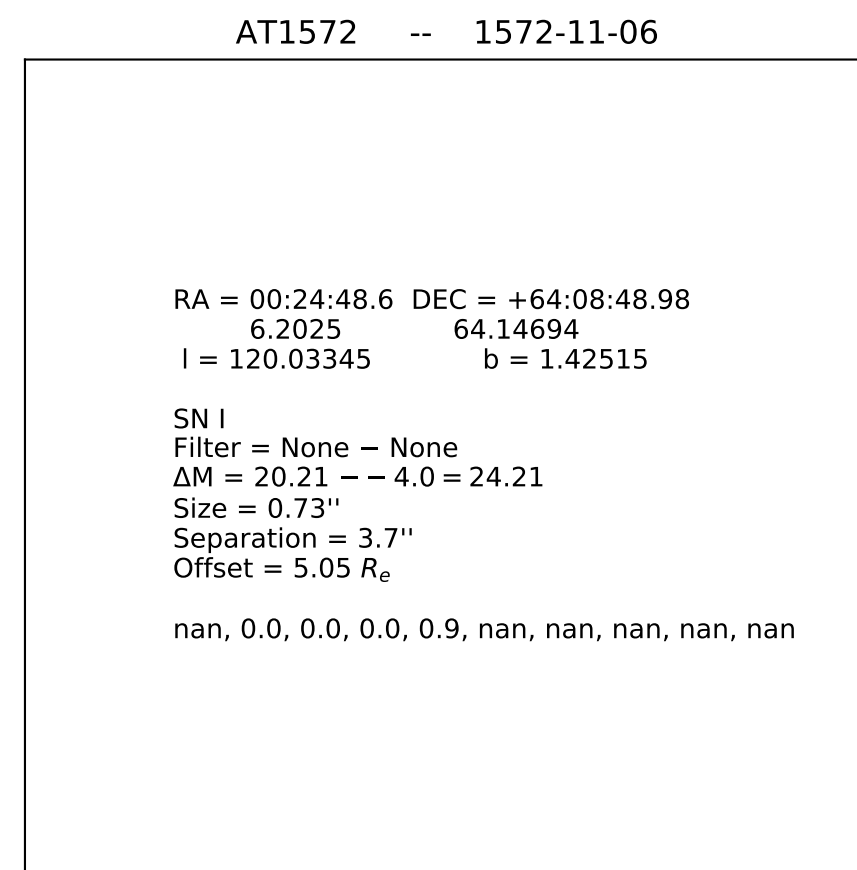 AT1572 -- 1572-11-06
RA = 00:24:48.6 DEC = +64:08:48.98
6.2025 64.14694
l = 120.03345 b = 1.42515
SN I
Filter = None − None
ΔM = 20.21 − − 4.0 = 24.21
Size = 0.73''
Separation = 3.7''
Offset = 5.05 Rₑ
nan, 0.0, 0.0, 0.0, 0.9, nan, nan, nan, nan, nan